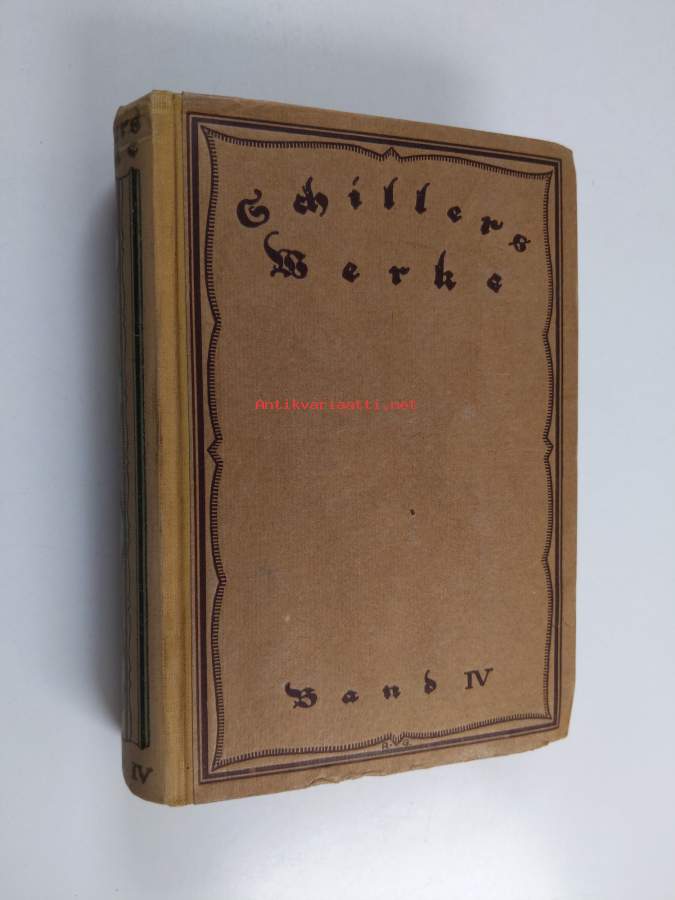 Schillers
Werke
Antikvariaatti.net
Band IV
A. G.
IV